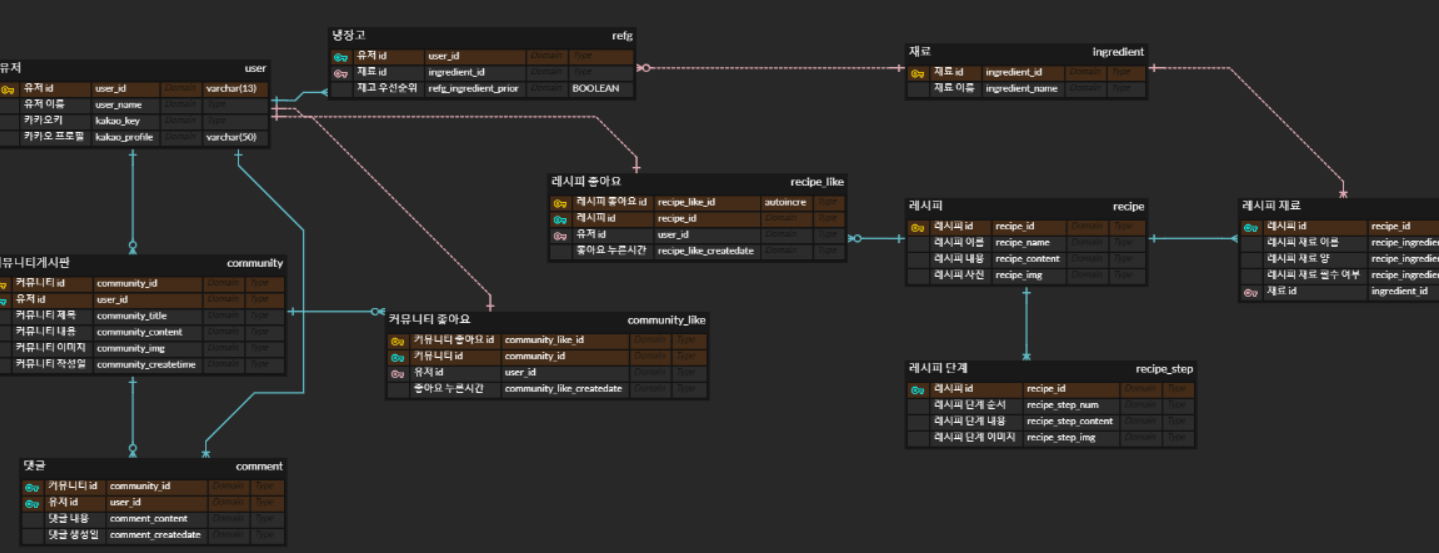 냉장고 refg
유저 id user_id Domain Type
재료 id ingredient_id Domain Type
재고 우선순위 refg_ingredient_prior Domain BOOLEAN
재료 ingredient
재료 id ingredient_id Domain Type
재료 이름 ingredient_name Domain Type
유저 user
유저 id user_id Domain varchar(13)
유저 이름 user_name Domain Type
카카오키 kakao_key Domain Type
카카오 프로필 kakao_profile Domain varchar(50)
레시피 좋아요 recipe_like
레시피 좋아요 id recipe_like_id autoincre Type
레시피 id recipe_id Domain Type
유저 id user_id Domain Type
좋아요 누른시간 recipe_like_createdate Domain Type
레시피 recipe
레시피 id recipe_id Domain Type
레시피 이름 recipe_name Domain Type
레시피 내용 recipe_content Domain Type
레시피 사진 recipe_img Domain Type
레시피 재료
레시피 id recipe_id
레시피 재료 이름 recipe_ingredie
레시피 재료 양 recipe_ingredie
레시피 재료 필수 여부 recipe_ingredie
재료 id ingredient_id
뮤니티게시판 community
커뮤니티 id community_id Domain Type
유저 id user_id Domain Type
커뮤니티 제목 community_title Domain Type
커뮤니티 내용 community_content Domain Type
커뮤니티 이미지 community_img Domain Type
커뮤니티 작성일 community_createtime Domain Type
커뮤니티 좋아요 community_like
커뮤니티 좋아요 id community_like_id Domain Type
커뮤니티 id community_id Domain Type
유저 id user_id Domain Type
좋아요 누른시간 community_like_createdate Domain Type
레시피 단계 recipe_step
레시피 id recipe_id Domain Type
레시피 단계 순서 recipe_step_num Domain Type
레시피 단계 내용 recipe_step_content Domain Type
레시피 단계 이미지 recipe_step_img Domain Type
댓글 comment
커뮤니티 id community_id Domain Type
유저 id user_id Domain Type
댓글 내용 comment_content Domain Type
댓글 생성일 comment_createdate Domain Type